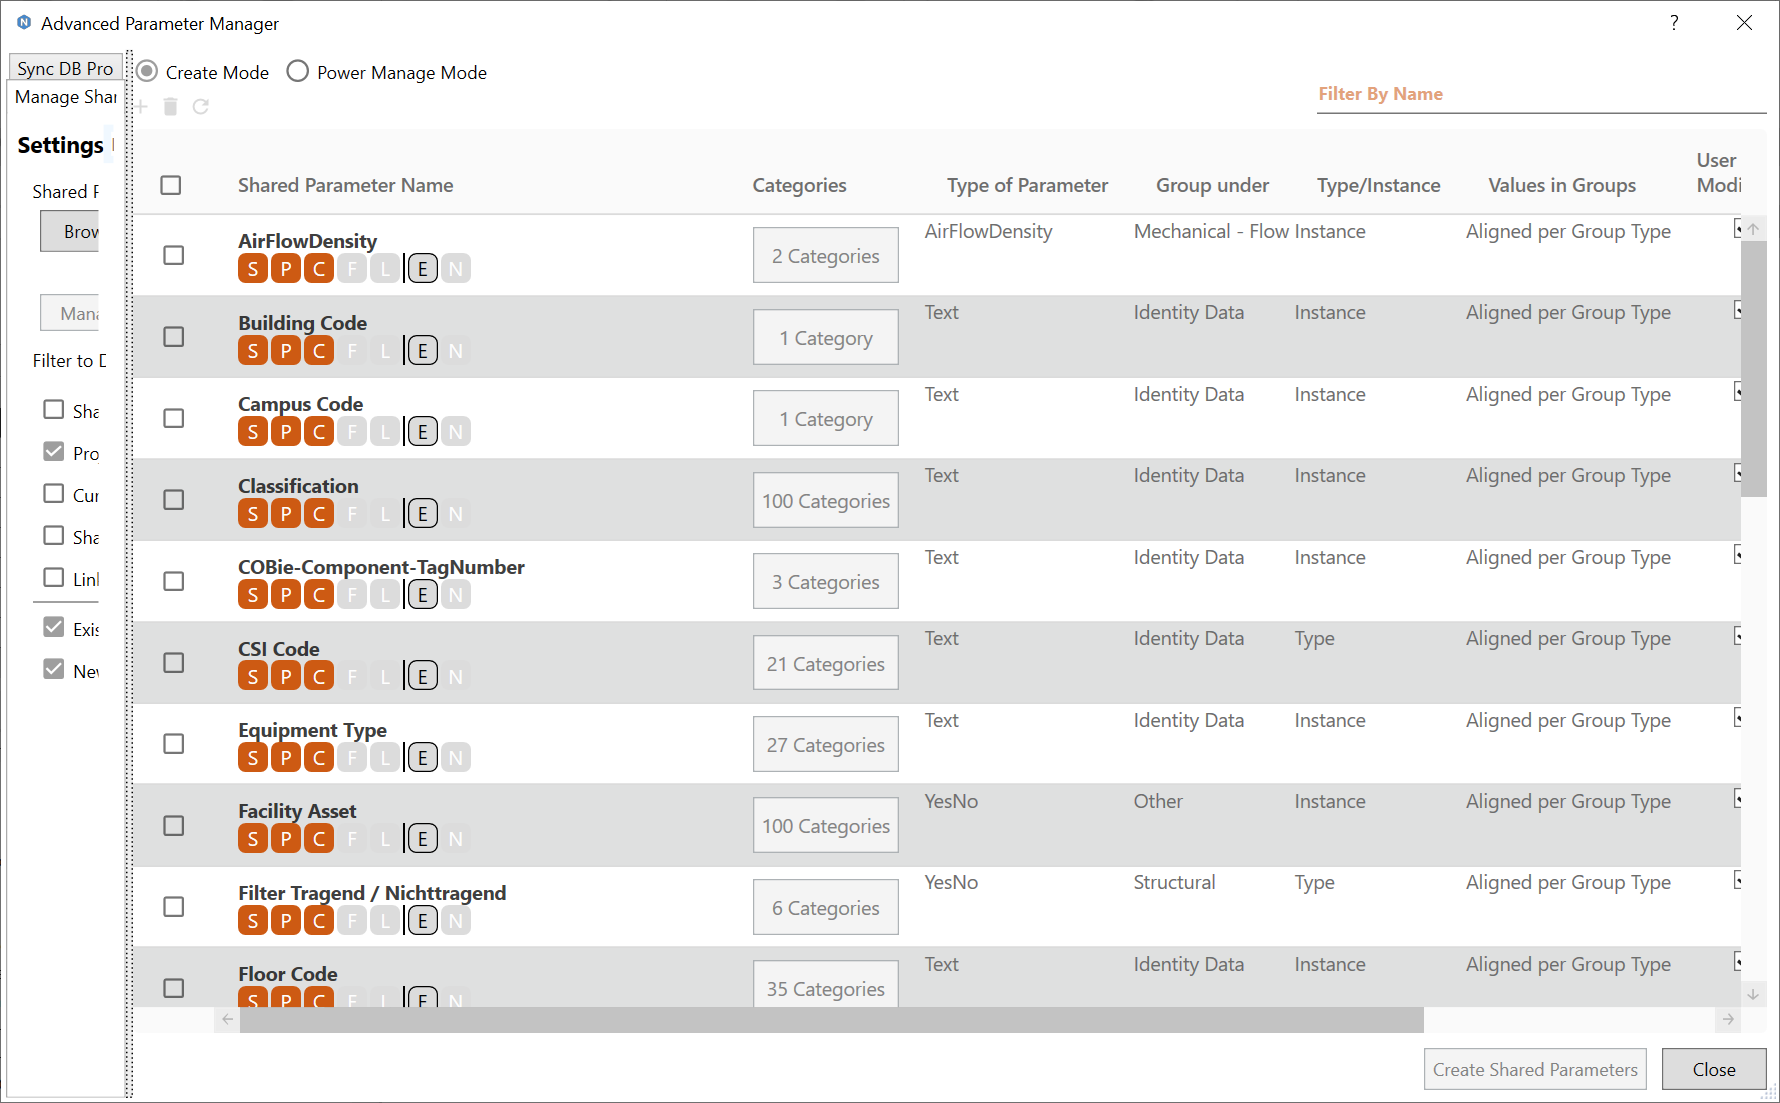 Advanced Parameter Manager
?
Sync DB Pro
Create Mode
Power Manage Mode
Manage Shar
Filter By Name
Settings
Shared P
Brow
Mana
Filter to D
Sha
Pro
Cur
Sha
Link
Exis
New
Shared Parameter Name
Categories
Type of Parameter
Group under
Type/Instance
Values in Groups
User
Modi
AirFlowDensity
S P C F L E N
2 Categories
AirFlowDensity
Mechanical - Flow
Instance
Aligned per Group Type
Building Code
S P C F L E N
1 Category
Text
Identity Data
Instance
Aligned per Group Type
Campus Code
S P C F L E N
1 Category
Text
Identity Data
Instance
Aligned per Group Type
Classification
S P C F L E N
100 Categories
Text
Identity Data
Instance
Aligned per Group Type
COBie-Component-TagNumber
S P C F L E N
3 Categories
Text
Identity Data
Instance
Aligned per Group Type
CSI Code
S P C F L E N
21 Categories
Text
Identity Data
Type
Aligned per Group Type
Equipment Type
S P C F L E N
27 Categories
Text
Identity Data
Instance
Aligned per Group Type
Facility Asset
S P C F L E N
100 Categories
YesNo
Other
Instance
Aligned per Group Type
Filter Tragend / Nichttragend
S P C F L E N
6 Categories
YesNo
Structural
Type
Aligned per Group Type
Floor Code
S P C F L E N
35 Categories
Text
Identity Data
Instance
Aligned per Group Type
Create Shared Parameters
Close